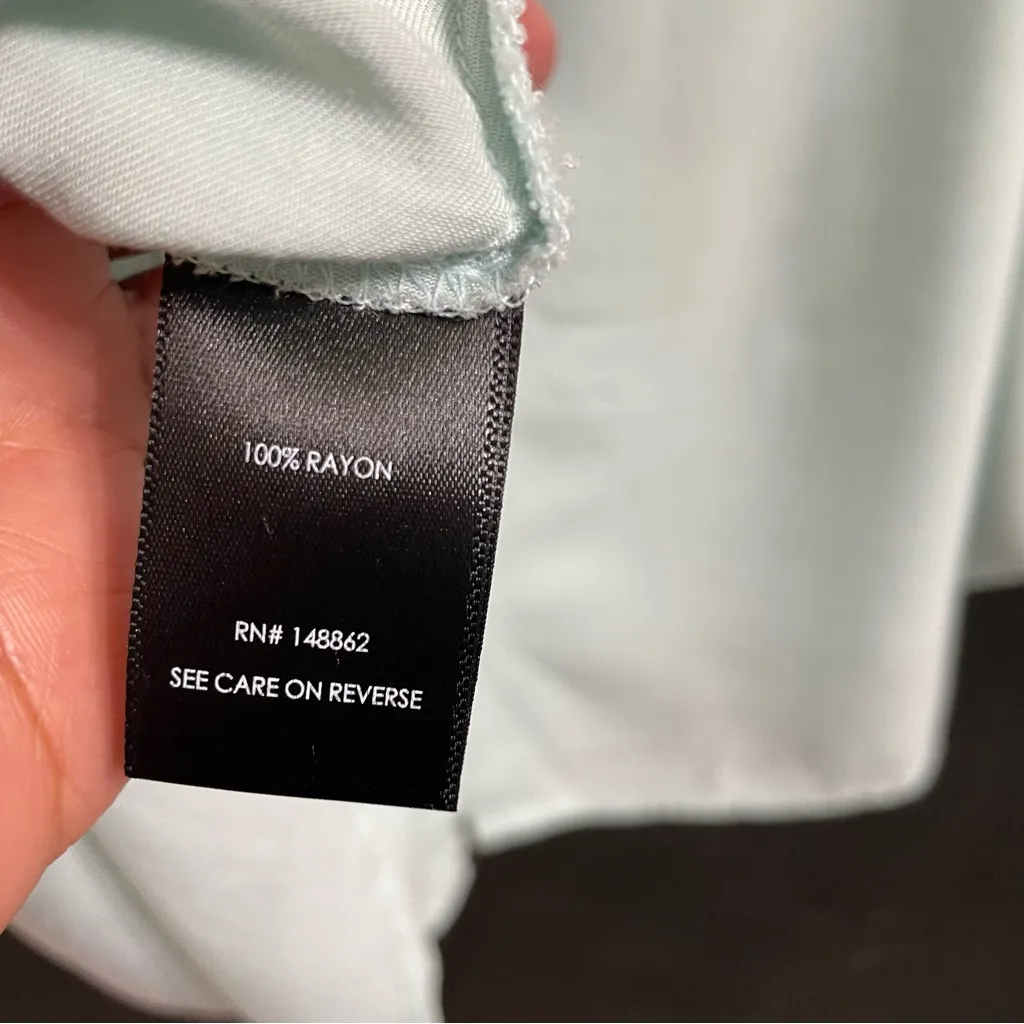 100% RAYON
RN# 148862
SEE CARE ON REVERSE